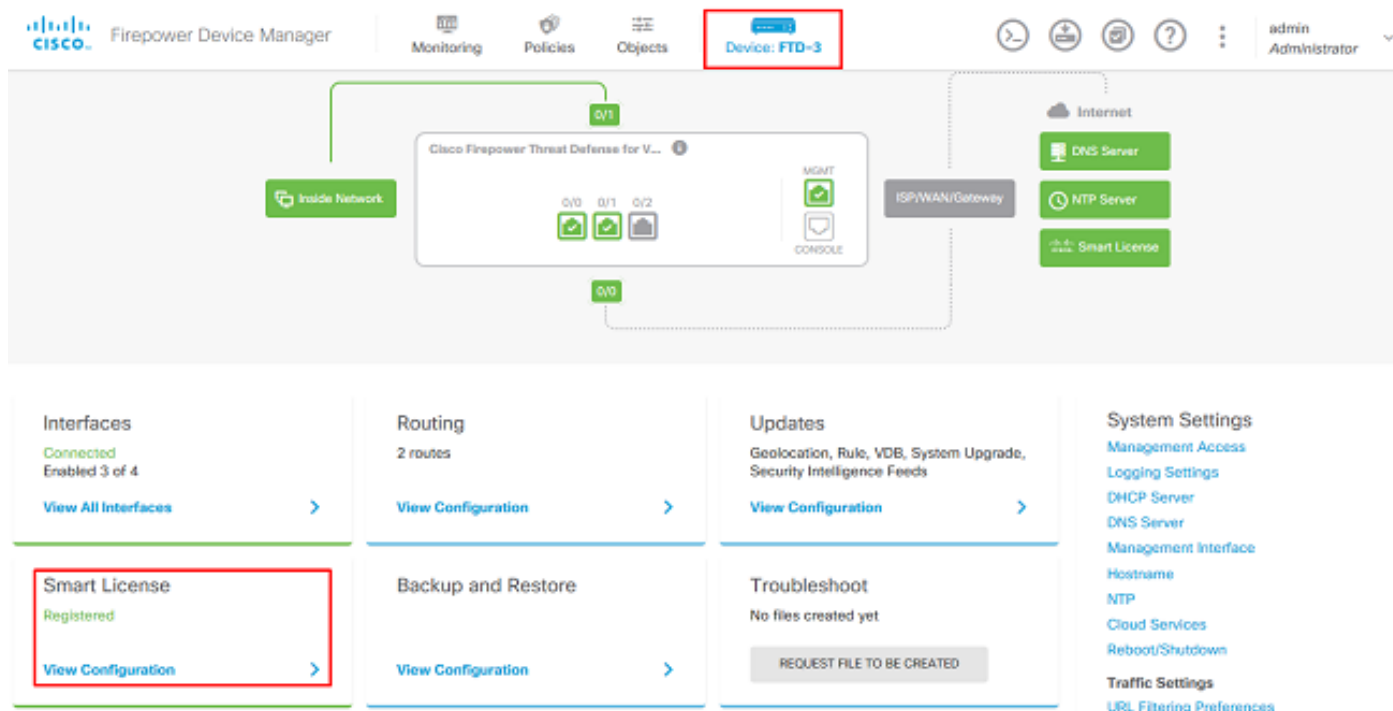 CISCO
Firepower Device Manager
Monitoring
Policies
Objects
Device: FTD-3
admin
Administrator
0/1
Internet
Cisco Firepower Threat Defense for V...
DNS Server
MGMT
Inside Network
0/0 0/1 0/2
ISP/WAN/Gateway
NTP Server
CONSOLE
Smart License
0/0
Interfaces
Connected
Enabled 3 of 4
View All Interfaces
Routing
2 routes
View Configuration
Updates
Geolocation, Rule, VDB, System Upgrade,
Security Intelligence Feeds
View Configuration
Smart License
Registered
View Configuration
Backup and Restore
View Configuration
Troubleshoot
No files created yet
REQUEST FILE TO BE CREATED
System Settings
Management Access
Logging Settings
DHCP Server
DNS Server
Management Interface
Hostname
NTP
Cloud Services
Reboot/Shutdown
Traffic Settings
URL Filtering Preferences